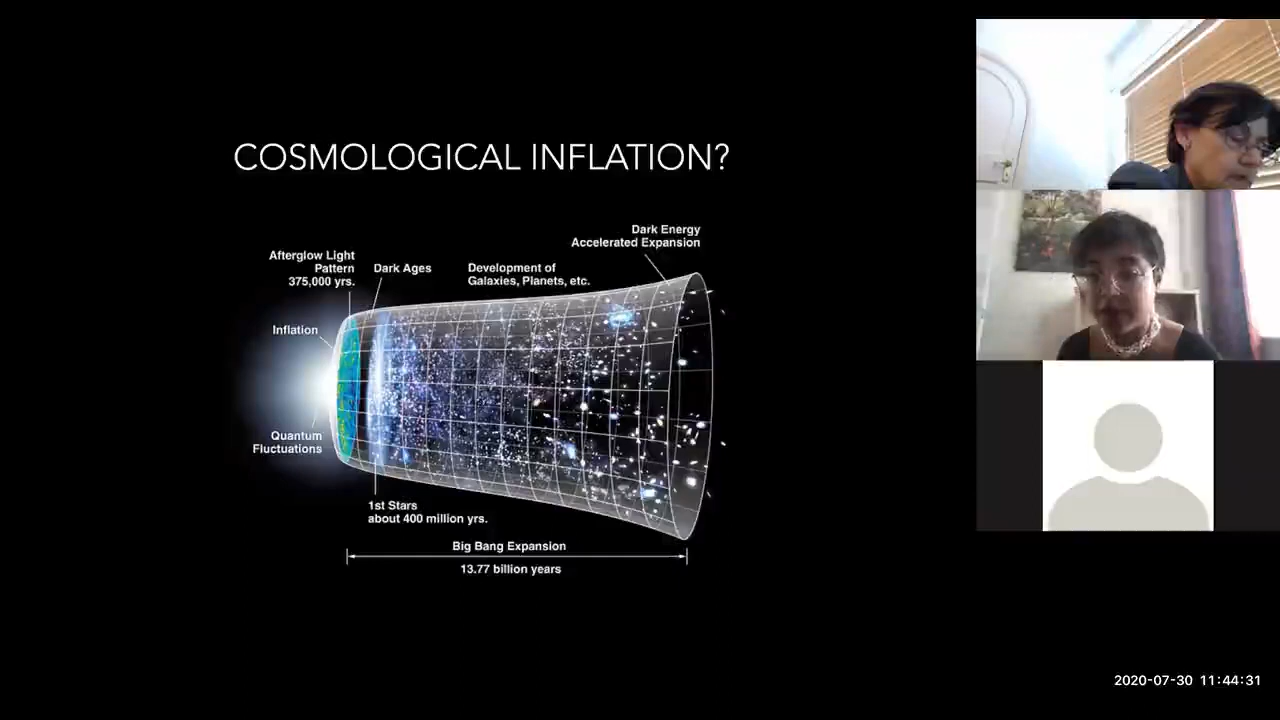 COSMOLOGICAL INFLATION?
Dark Energy
Accelerated Expansion
Afterglow Light
Pattern
375,000 yrs.
Dark Ages
Development of
Galaxies, Planets, etc.
Inflation
Quantum
Fluctuations
1st Stars
about 400 million yrs.
Big Bang Expansion
13.77 billion years
2020-07-30 11:44:31